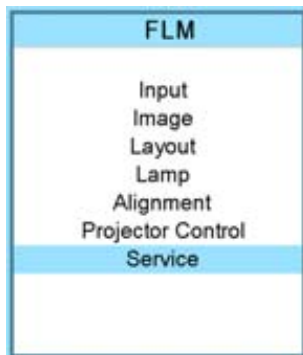 FLM
Input
Image
Layout
Lamp
Alignment
Projector Control
Service